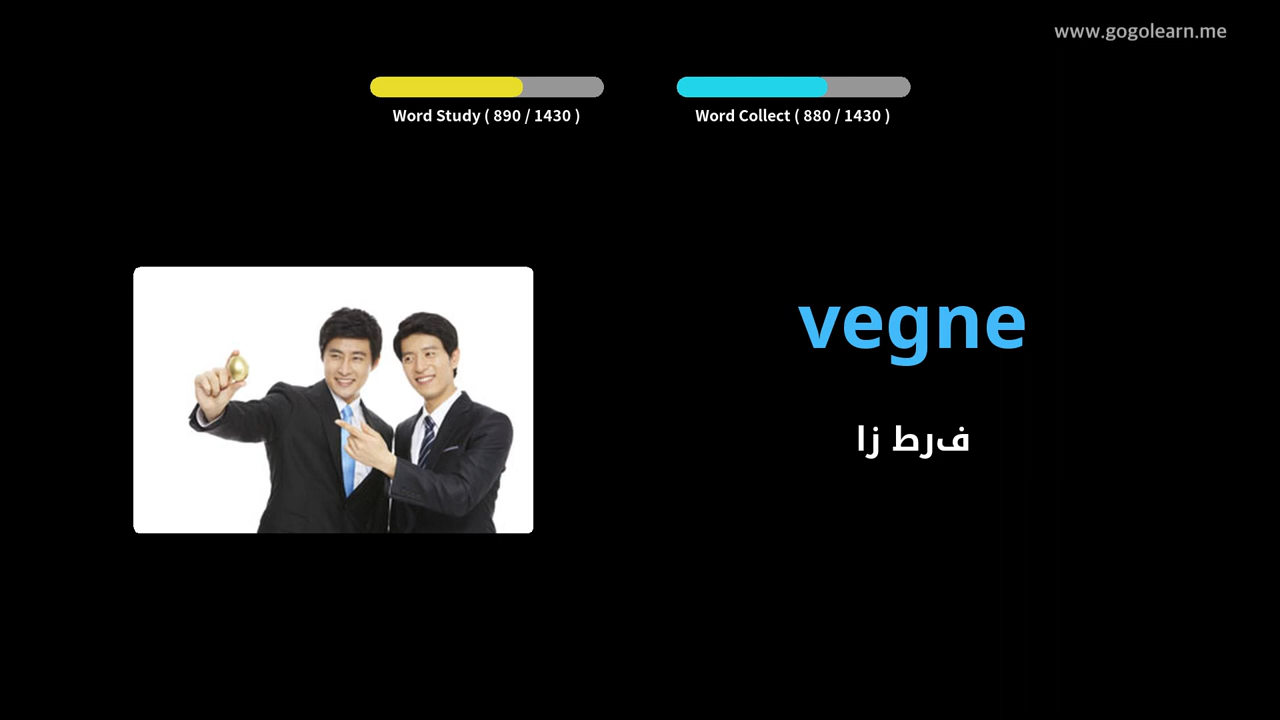 www.gogolearn.me
Word Study ( 890 / 1430 )
Word Collect ( 880 / 1430 )
vegne
فرط زا